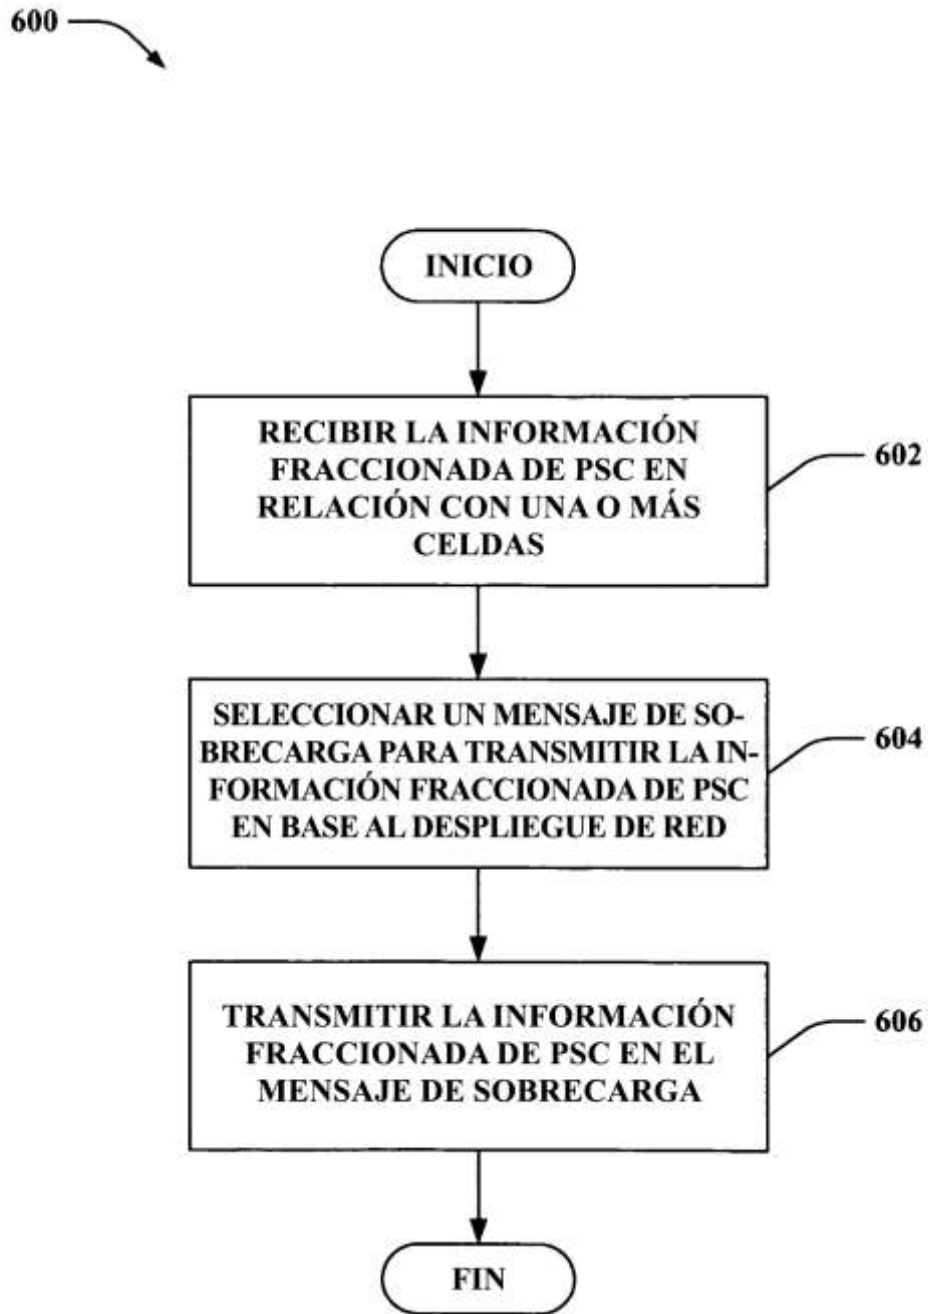 600
INICIO
RECIBIR LA INFORMACIÓN
FRACCIONADA DE PSC EN
RELACIÓN CON UNA O MÁS
CELDAS
602
SELECCIONAR UN MENSAJE DE SO-
BRECARGA PARA TRANSMITIR LA IN-
FORMACIÓN FRACCIONADA DE PSC
EN BASE AL DESPLIEGUE DE RED
604
TRANSMITIR LA INFORMACIÓN
FRACCIONADA DE PSC EN EL
MENSAJE DE SOBRECARGA
606
FIN